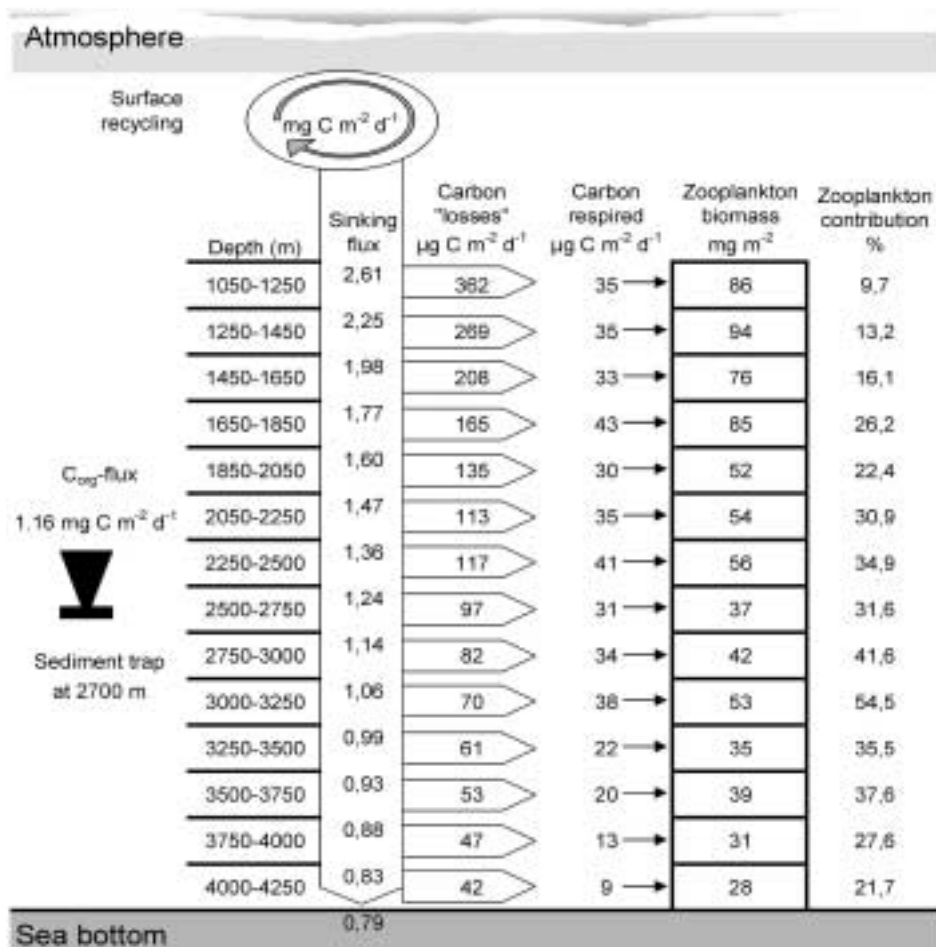 Atmosphere
Surface
recycling
mg C m⁻² d⁻¹
Depth (m)
Sinking
flux
Carbon
"losses"
µg C m⁻² d⁻¹
Carbon
respired
µg C m⁻² d⁻¹
Zooplankton
biomass
mg m⁻²
Zooplankton
contribution
%
2,61
1050-1250 362 35 86 9,7
2,25
1250-1450 269 35 94 13,2
1,98
1450-1650 208 33 76 16,1
1,77
1650-1850 165 43 85 26,2
1,60
1850-2050 135 30 52 22,4
1,47
2050-2250 113 35 54 30,9
1,36
2250-2500 117 41 56 34,9
1,24
2500-2750 97 31 37 31,6
1,14
2750-3000 82 34 42 41,6
1,06
3000-3250 70 38 53 54,5
0,99
3250-3500 61 22 35 35,5
0,93
3500-3750 53 20 39 37,6
0,88
3750-4000 47 13 31 27,6
0,83
4000-4250 42 9 28 21,7
0,79
C_org-flux
1,16 mg C m⁻² d⁻¹
Sediment trap
at 2700 m
Sea bottom